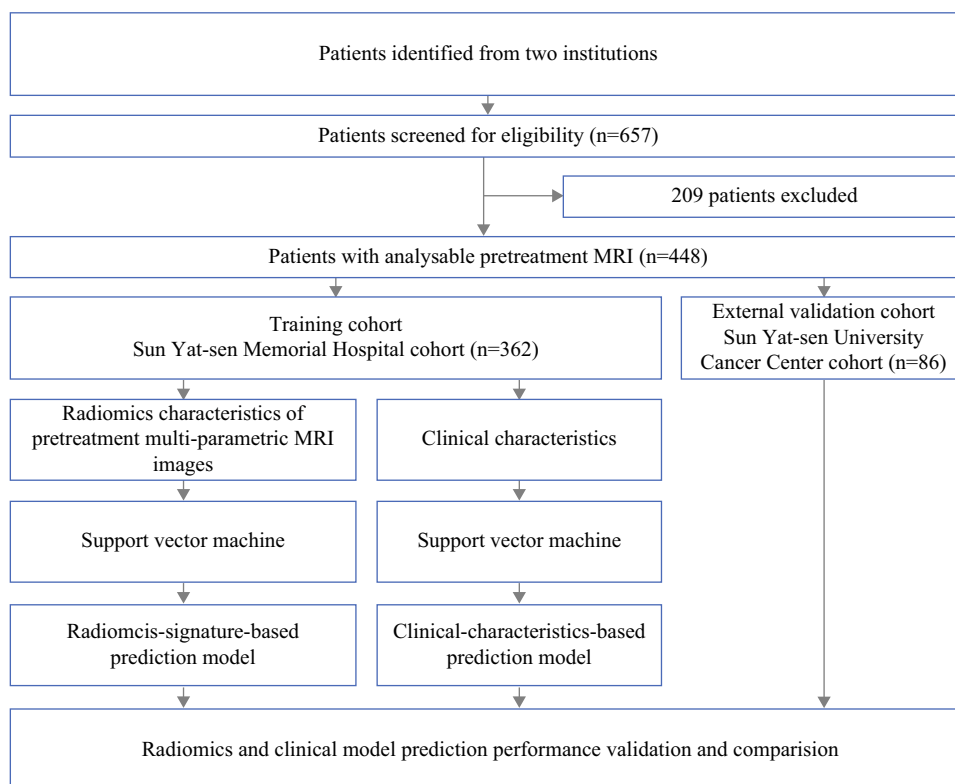 Patients identified from two institutions
Patients screened for eligibility (n=657)
209 patients excluded
Patients with analysable pretreatment MRI (n=448)
Training cohort
Sun Yat-sen Memorial Hospital cohort (n=362)
External validation cohort
Sun Yat-sen University
Cancer Center cohort (n=86)
Radiomics characteristics of
pretreatment multi-parametric MRI
images
Clinical characteristics
Support vector machine
Support vector machine
Radiomcis-signature-based
prediction model
Clinical-characteristics-based
prediction model
Radiomics and clinical model prediction performance validation and comparision